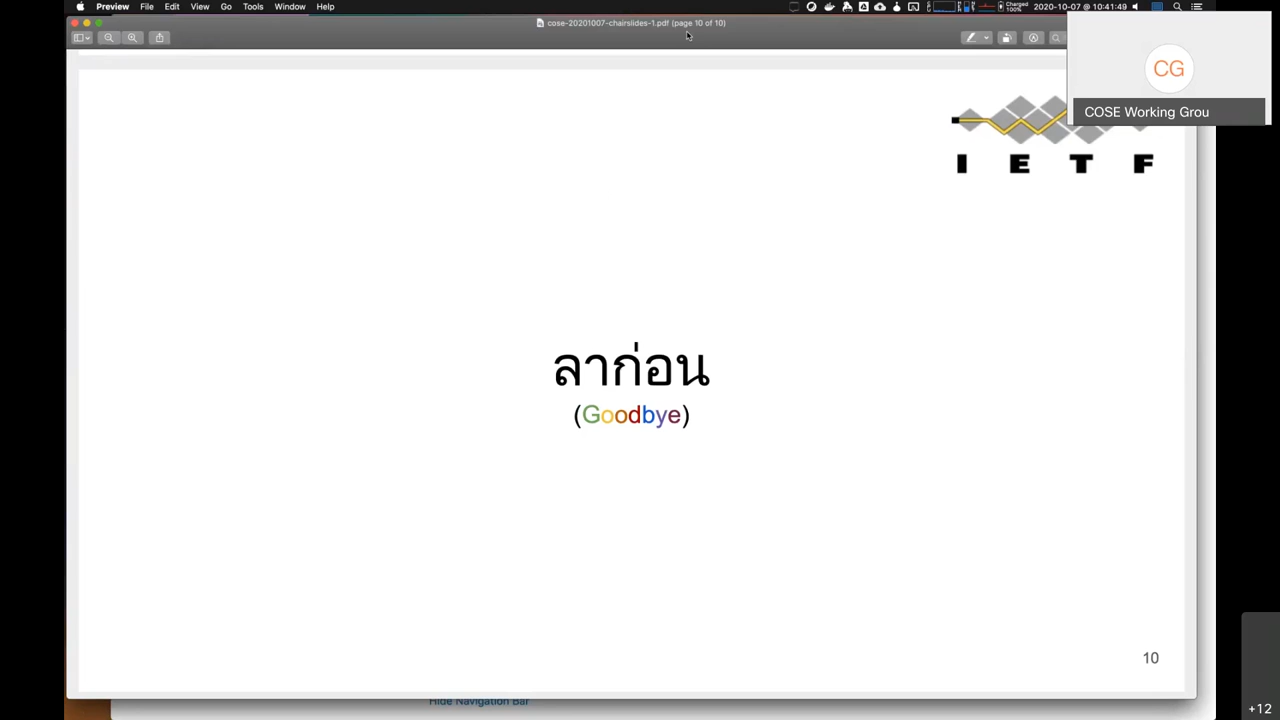 Preview File Edit View Go Tools Window Help
Charged
100%
2020-10-07 @ 10:41:49
cose-20201007-chairslides-1.pdf (page 10 of 10)
CG
COSE Working Grou
I E T F
ลาก่อน
(Goodbye)
10
Hide Navigation Bar
+12